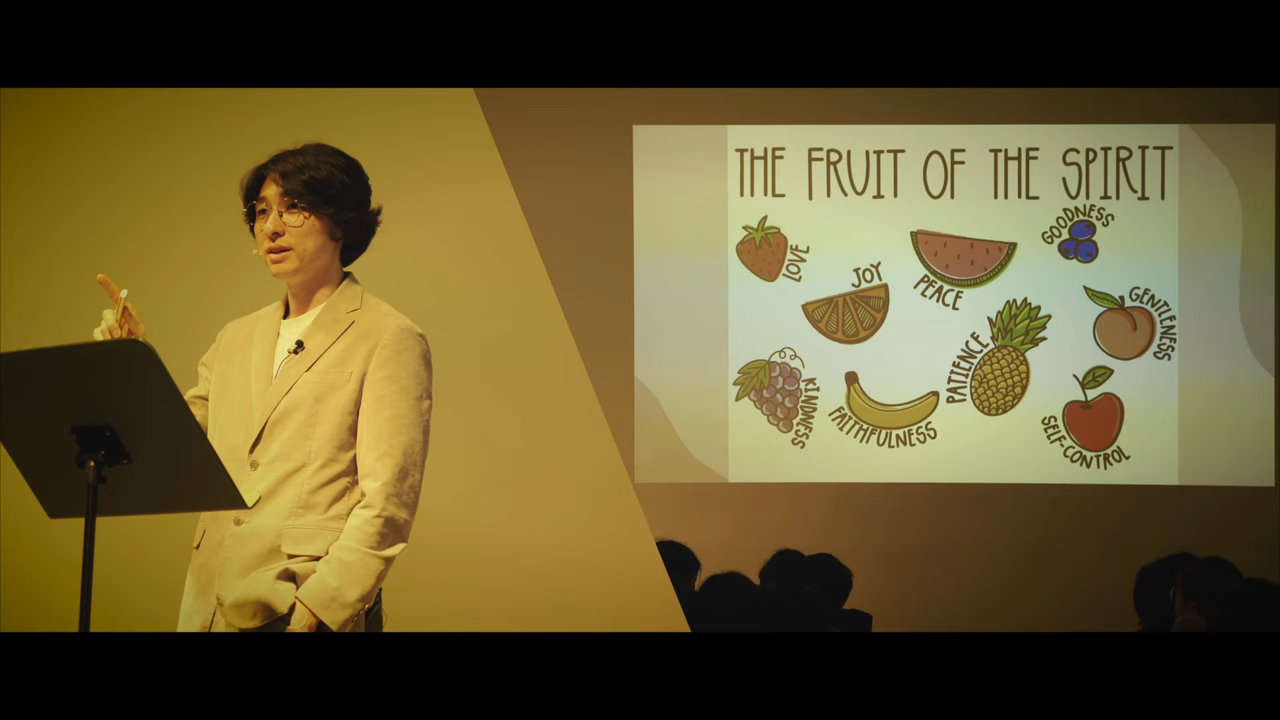 THE FRUIT OF THE SPIRIT
LOVE
JOY
PEACE
GOODNESS
GENTLENESS
PATIENCE
KINDNESS
FAITHFULNESS
SELF-CONTROL